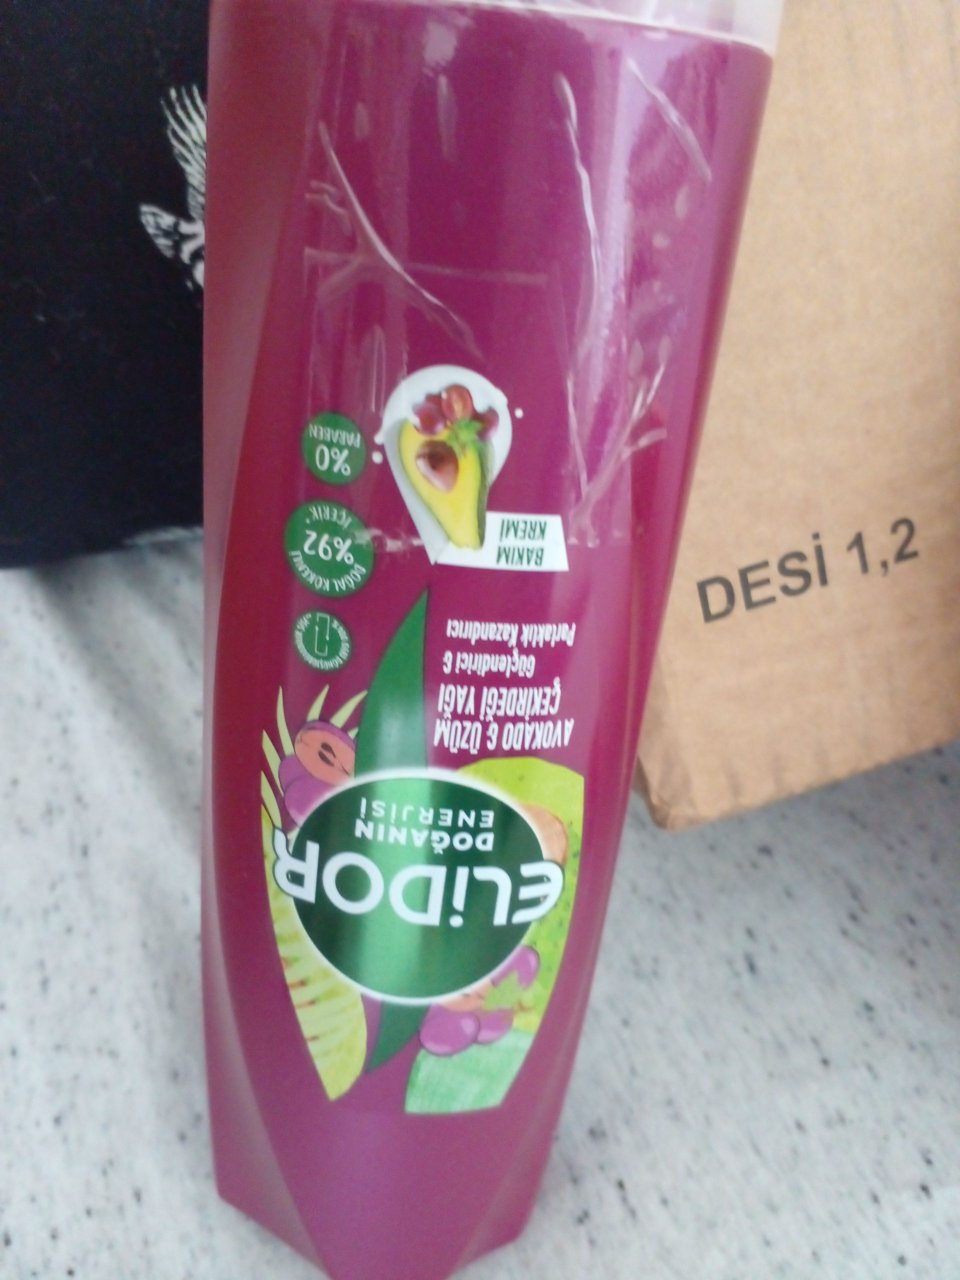 ELİDOR
DOĞANIN
ENERJİSİ
AVOKADO & ÜZÜM
ÇEKİRDEĞİ YAĞI
Güçlendirici &
Parlaklık Kazandırıcı
BAKIM
KREMİ
DOĞAL KÖKENLİ
%92
İÇERİK*
%0
PARABEN
DESİ 1,2